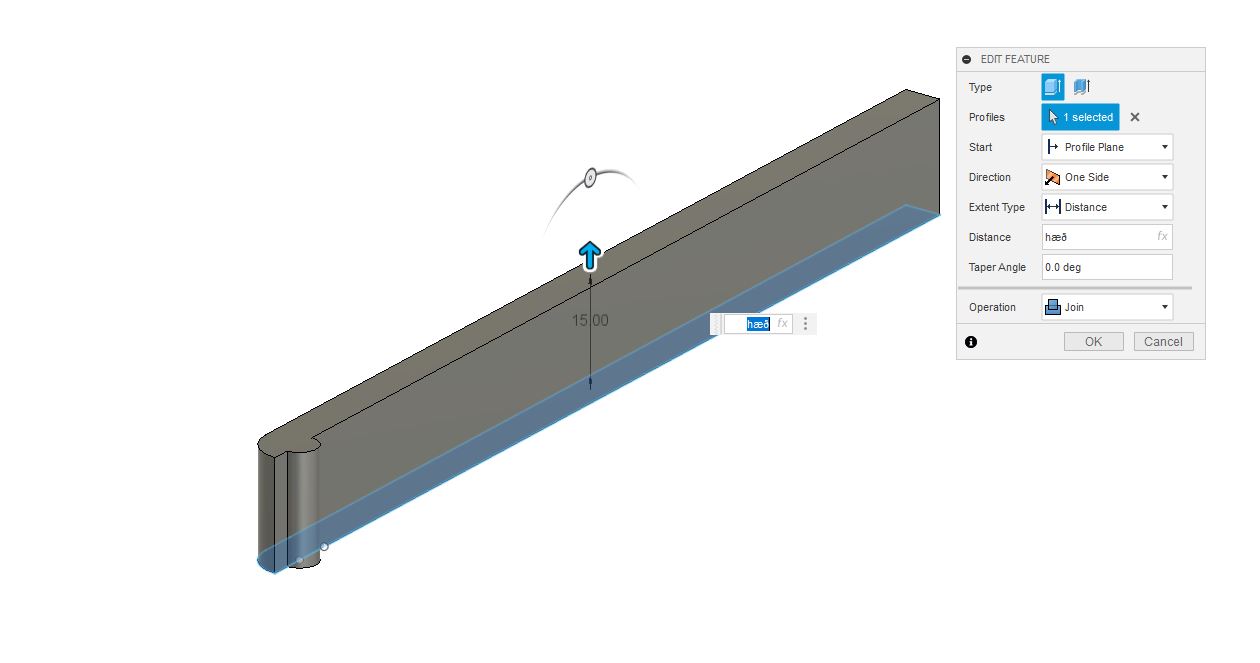 EDIT FEATURE
Type
Profiles 1 selected
Start Profile Plane
Direction One Side
Extent Type Distance
Distance hæð fx
Taper Angle 0.0 deg
Operation Join
OK Cancel
15.00
hæð fx